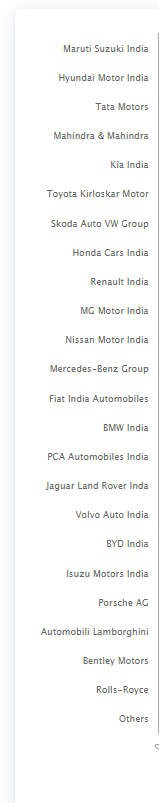 Maruti Suzuki India
Hyundai Motor India
Tata Motors
Mahindra & Mahindra
Kia India
Toyota Kirloskar Motor
Skoda Auto VW Group
Honda Cars India
Renault India
MG Motor India
Nissan Motor India
Mercedes-Benz Group
Fiat India Automobiles
BMW India
PCA Automobiles India
Jaguar Land Rover Inda
Volvo Auto India
BYD India
Isuzu Motors India
Porsche AG
Automobili Lamborghini
Bentley Motors
Rolls-Royce
Others